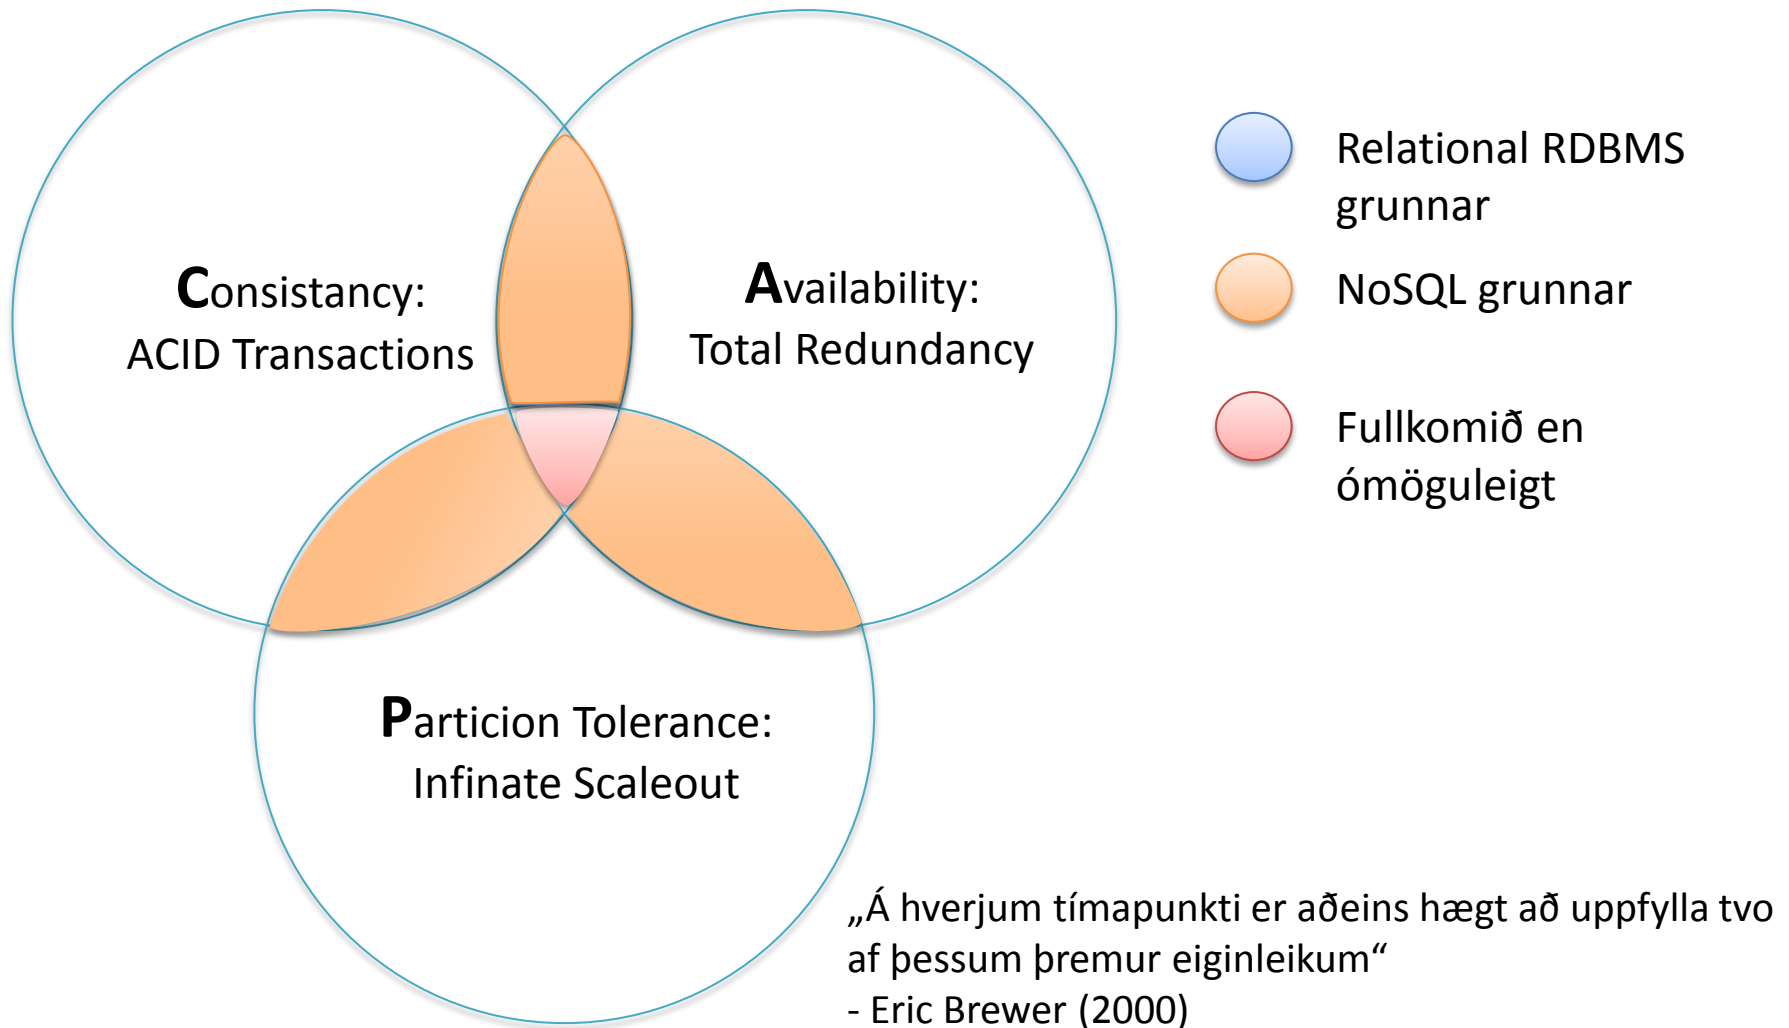 Consistancy:
ACID Transactions
Availability:
Total Redundancy
Particion Tolerance:
Infinate Scaleout
Relational RDBMS
grunnar
NoSQL grunnar
Fullkomið en
ómöguleigt
„Á hverjum tímapunkti er aðeins hægt að uppfylla tvo
af þessum þremur eiginleikum“
- Eric Brewer (2000)